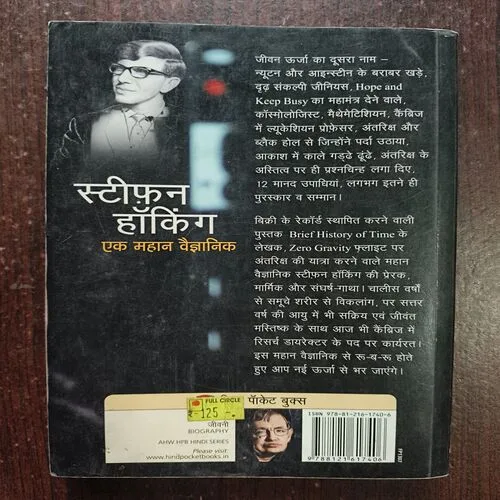 जीवन ऊर्जा का दूसरा नाम –
न्यूटन और आइन्स्टीन के बराबर खड़े,
दृढ़ संकल्पी जीनियस, Hope and
Keep Busy का महामंत्र देने वाले,
कॉस्मोलोजिस्ट, मैथेमेटिशियन, कैंब्रिज
में ल्यूकेशियन प्रोफ़ेसर, अंतरिक्ष और
ब्लैक होल से जिन्होंने पर्दा उठाया,
आकाश में काले गड्ढे ढूंढे, अंतरिक्ष के
अस्तित्व पर ही प्रश्नचिन्ह लगा दिए.
12 मानद उपाधियां, लगभग इतने ही
पुरस्कार व सम्मान।
स्टीफ़न
हॉकिंग
एक महान वैज्ञानिक
बिक्री के रेकॉर्ड स्थापित करने वाली
पुस्तक Brief History of Time के
लेखक, Zero Gravity फ्लाइट पर
अंतरिक्ष की यात्रा करने वाले महान
वैज्ञानिक स्टीफ़न हॉकिंग की प्रेरक,
मार्मिक और संघर्ष-गाथा। चालीस वर्षों
से समूचे शरीर से विकलांग, पर सत्तर
वर्ष की आयु में भी सक्रिय एवं जीवंत
मस्तिष्क के साथ आज भी कैंब्रिज में
रिसर्च डायरेक्टर के पद पर कार्यरत।
इस महान वैज्ञानिक से रू-ब-रू होते
हुए आप नई ऊर्जा से भर जाएंगे।
पॉकेट बुक्स
FULL CIRCLE
125
जीवनी
BIOGRAPHY
AHW HPB HINDI SERIES
Please visit:
www.hindpocketbooks.in
ISBN 978-81-216-1740-6
9 788121 617406